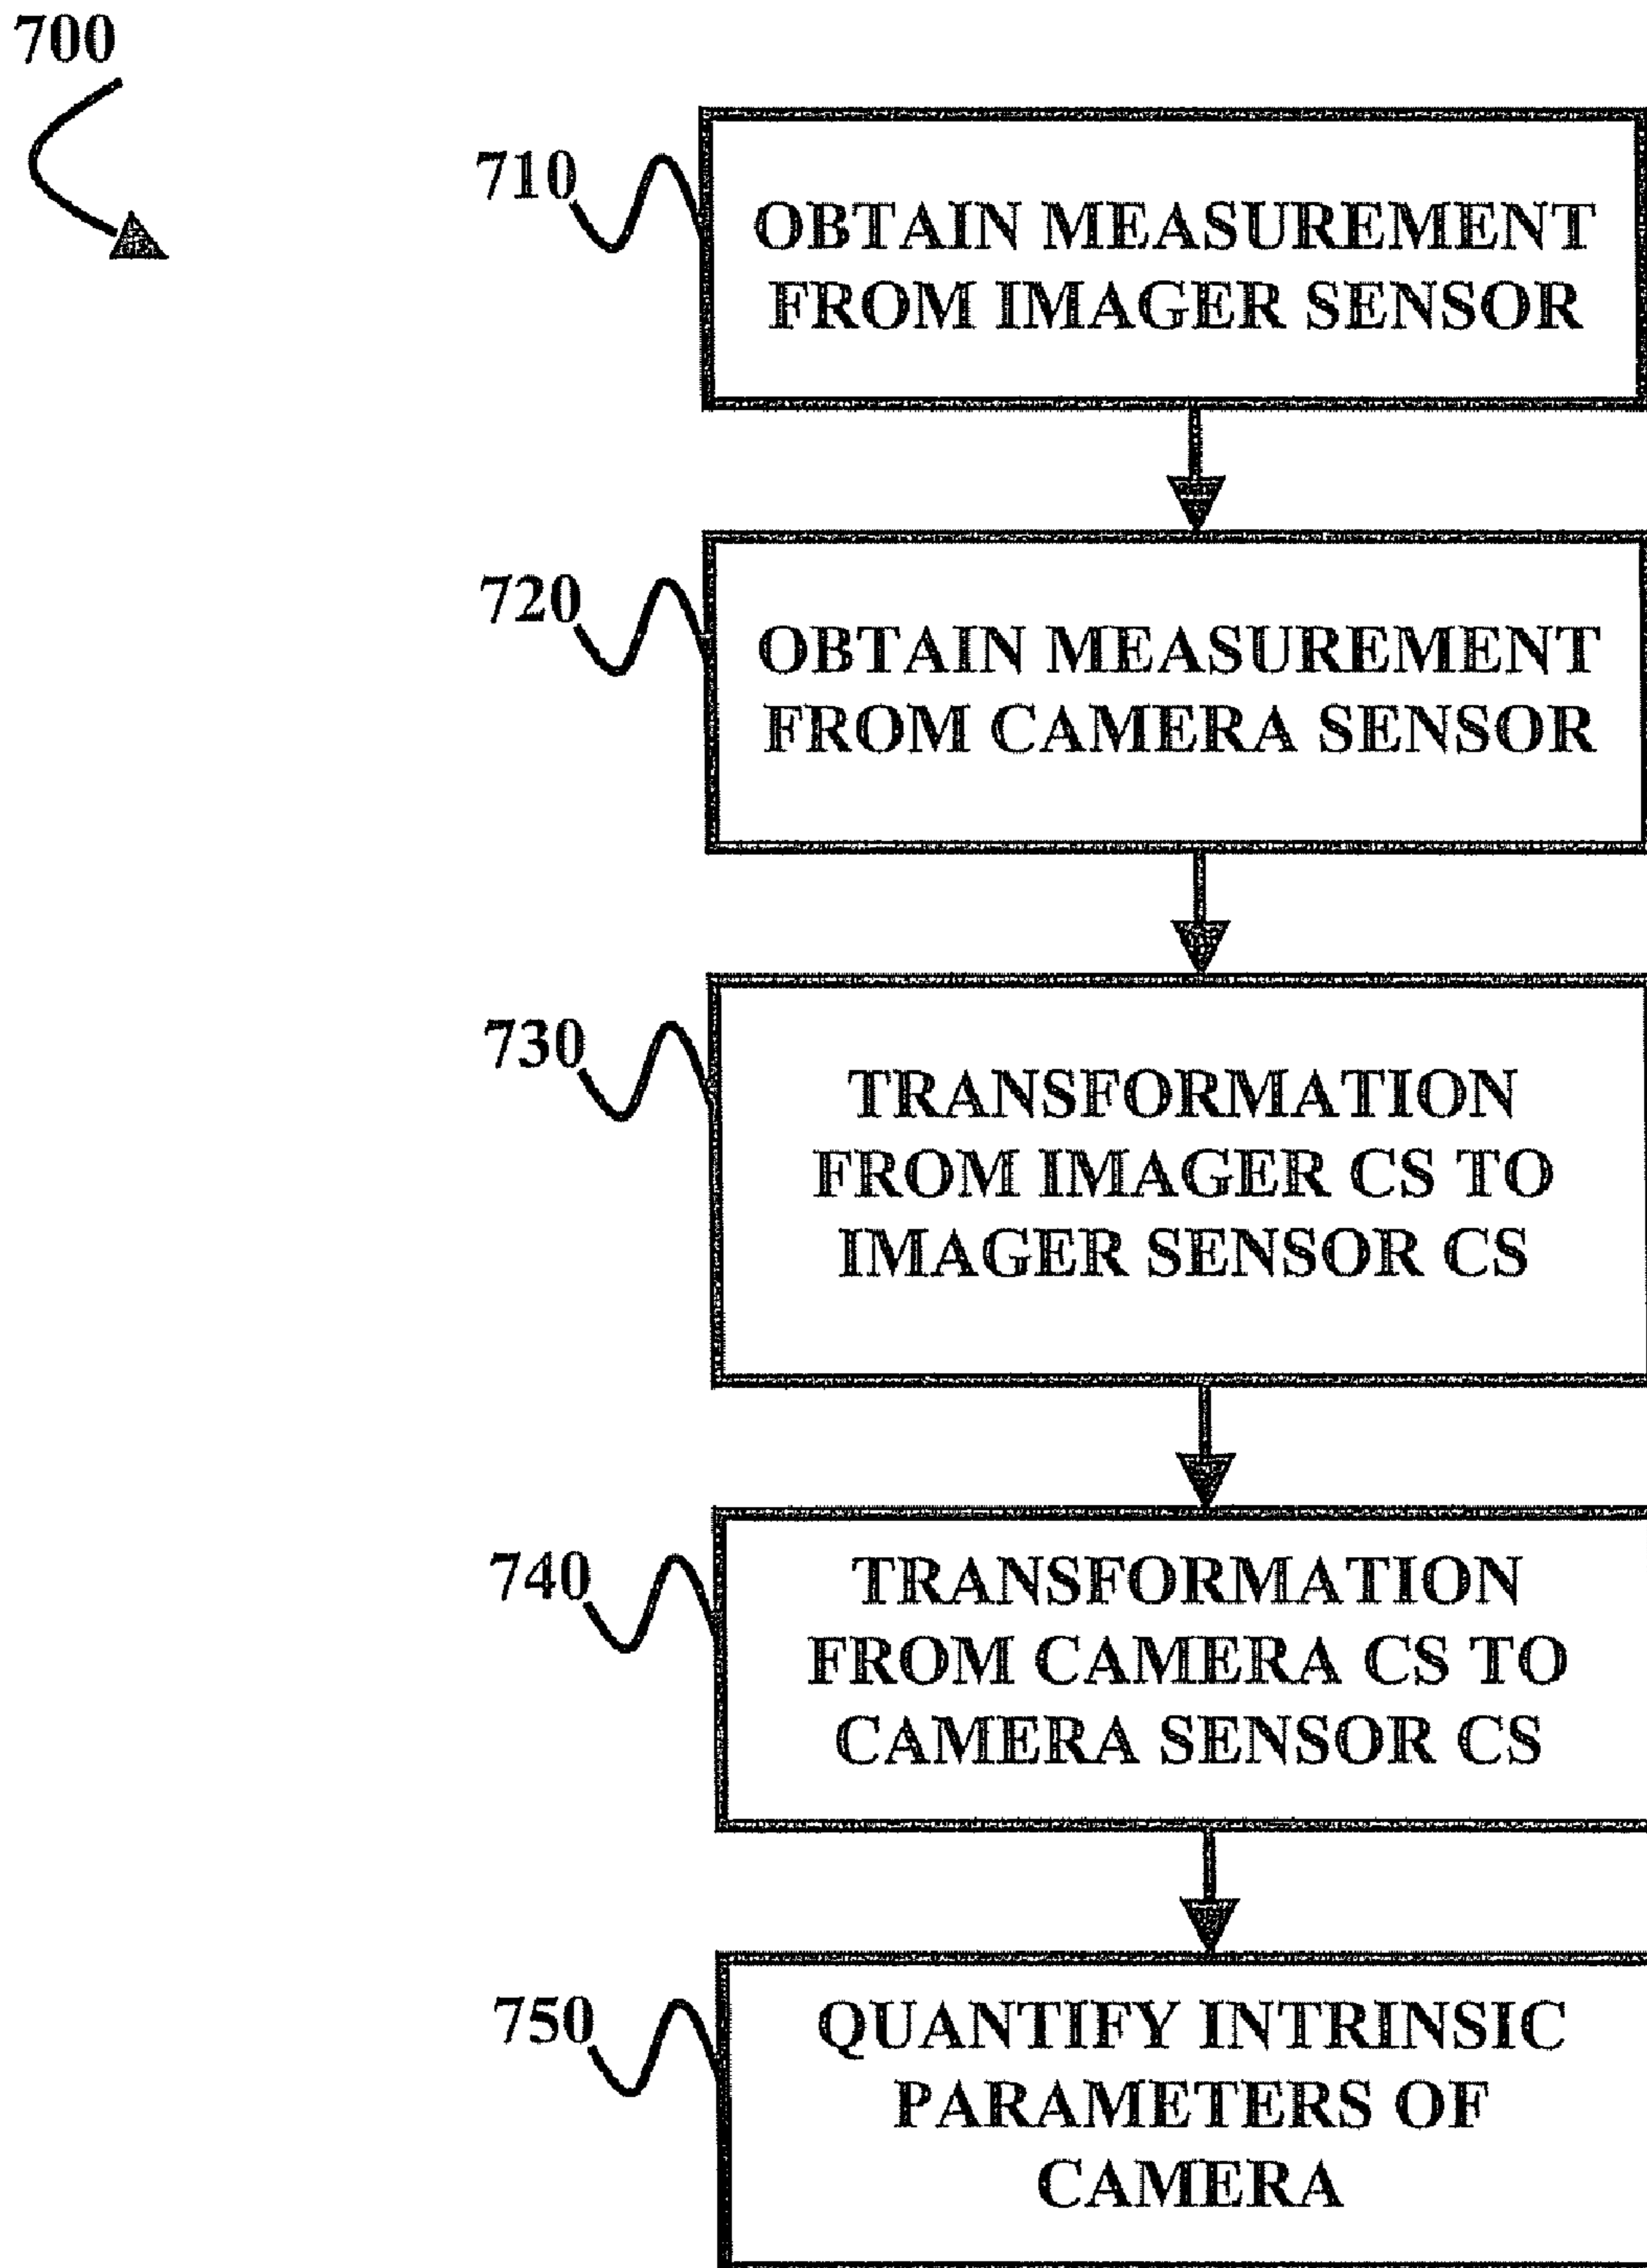 700
710
OBTAIN MEASUREMENT
FROM IMAGER SENSOR
720
OBTAIN MEASUREMENT
FROM CAMERA SENSOR
730
TRANSFORMATION
FROM IMAGER CS TO
IMAGER SENSOR CS
740
TRANSFORMATION
FROM CAMERA CS TO
CAMERA SENSOR CS
750
QUANTIFY INTRINSIC
PARAMETERS OF
CAMERA